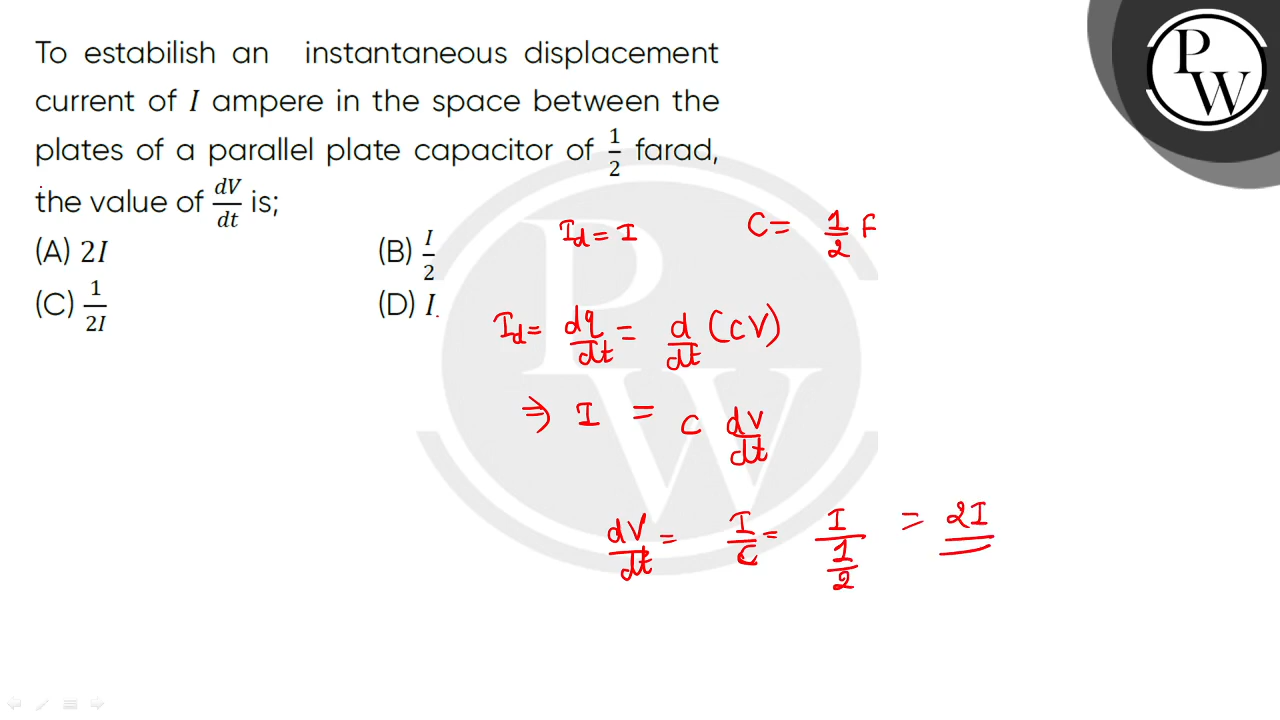 To estabilish an instantaneous displacement
current of I ampere in the space between the
plates of a parallel plate capacitor of 1/2 farad,
the value of dV/dt is;
(A) 2I (B) I/2
(C) 1/2I (D) I.
I_d = I C = 1/2 F
I_d = dq/dt = d/dt (CV)
⇒ I = C dV/dt
dV/dt = I/C = I/(1/2) = 2I
P
W
P
W